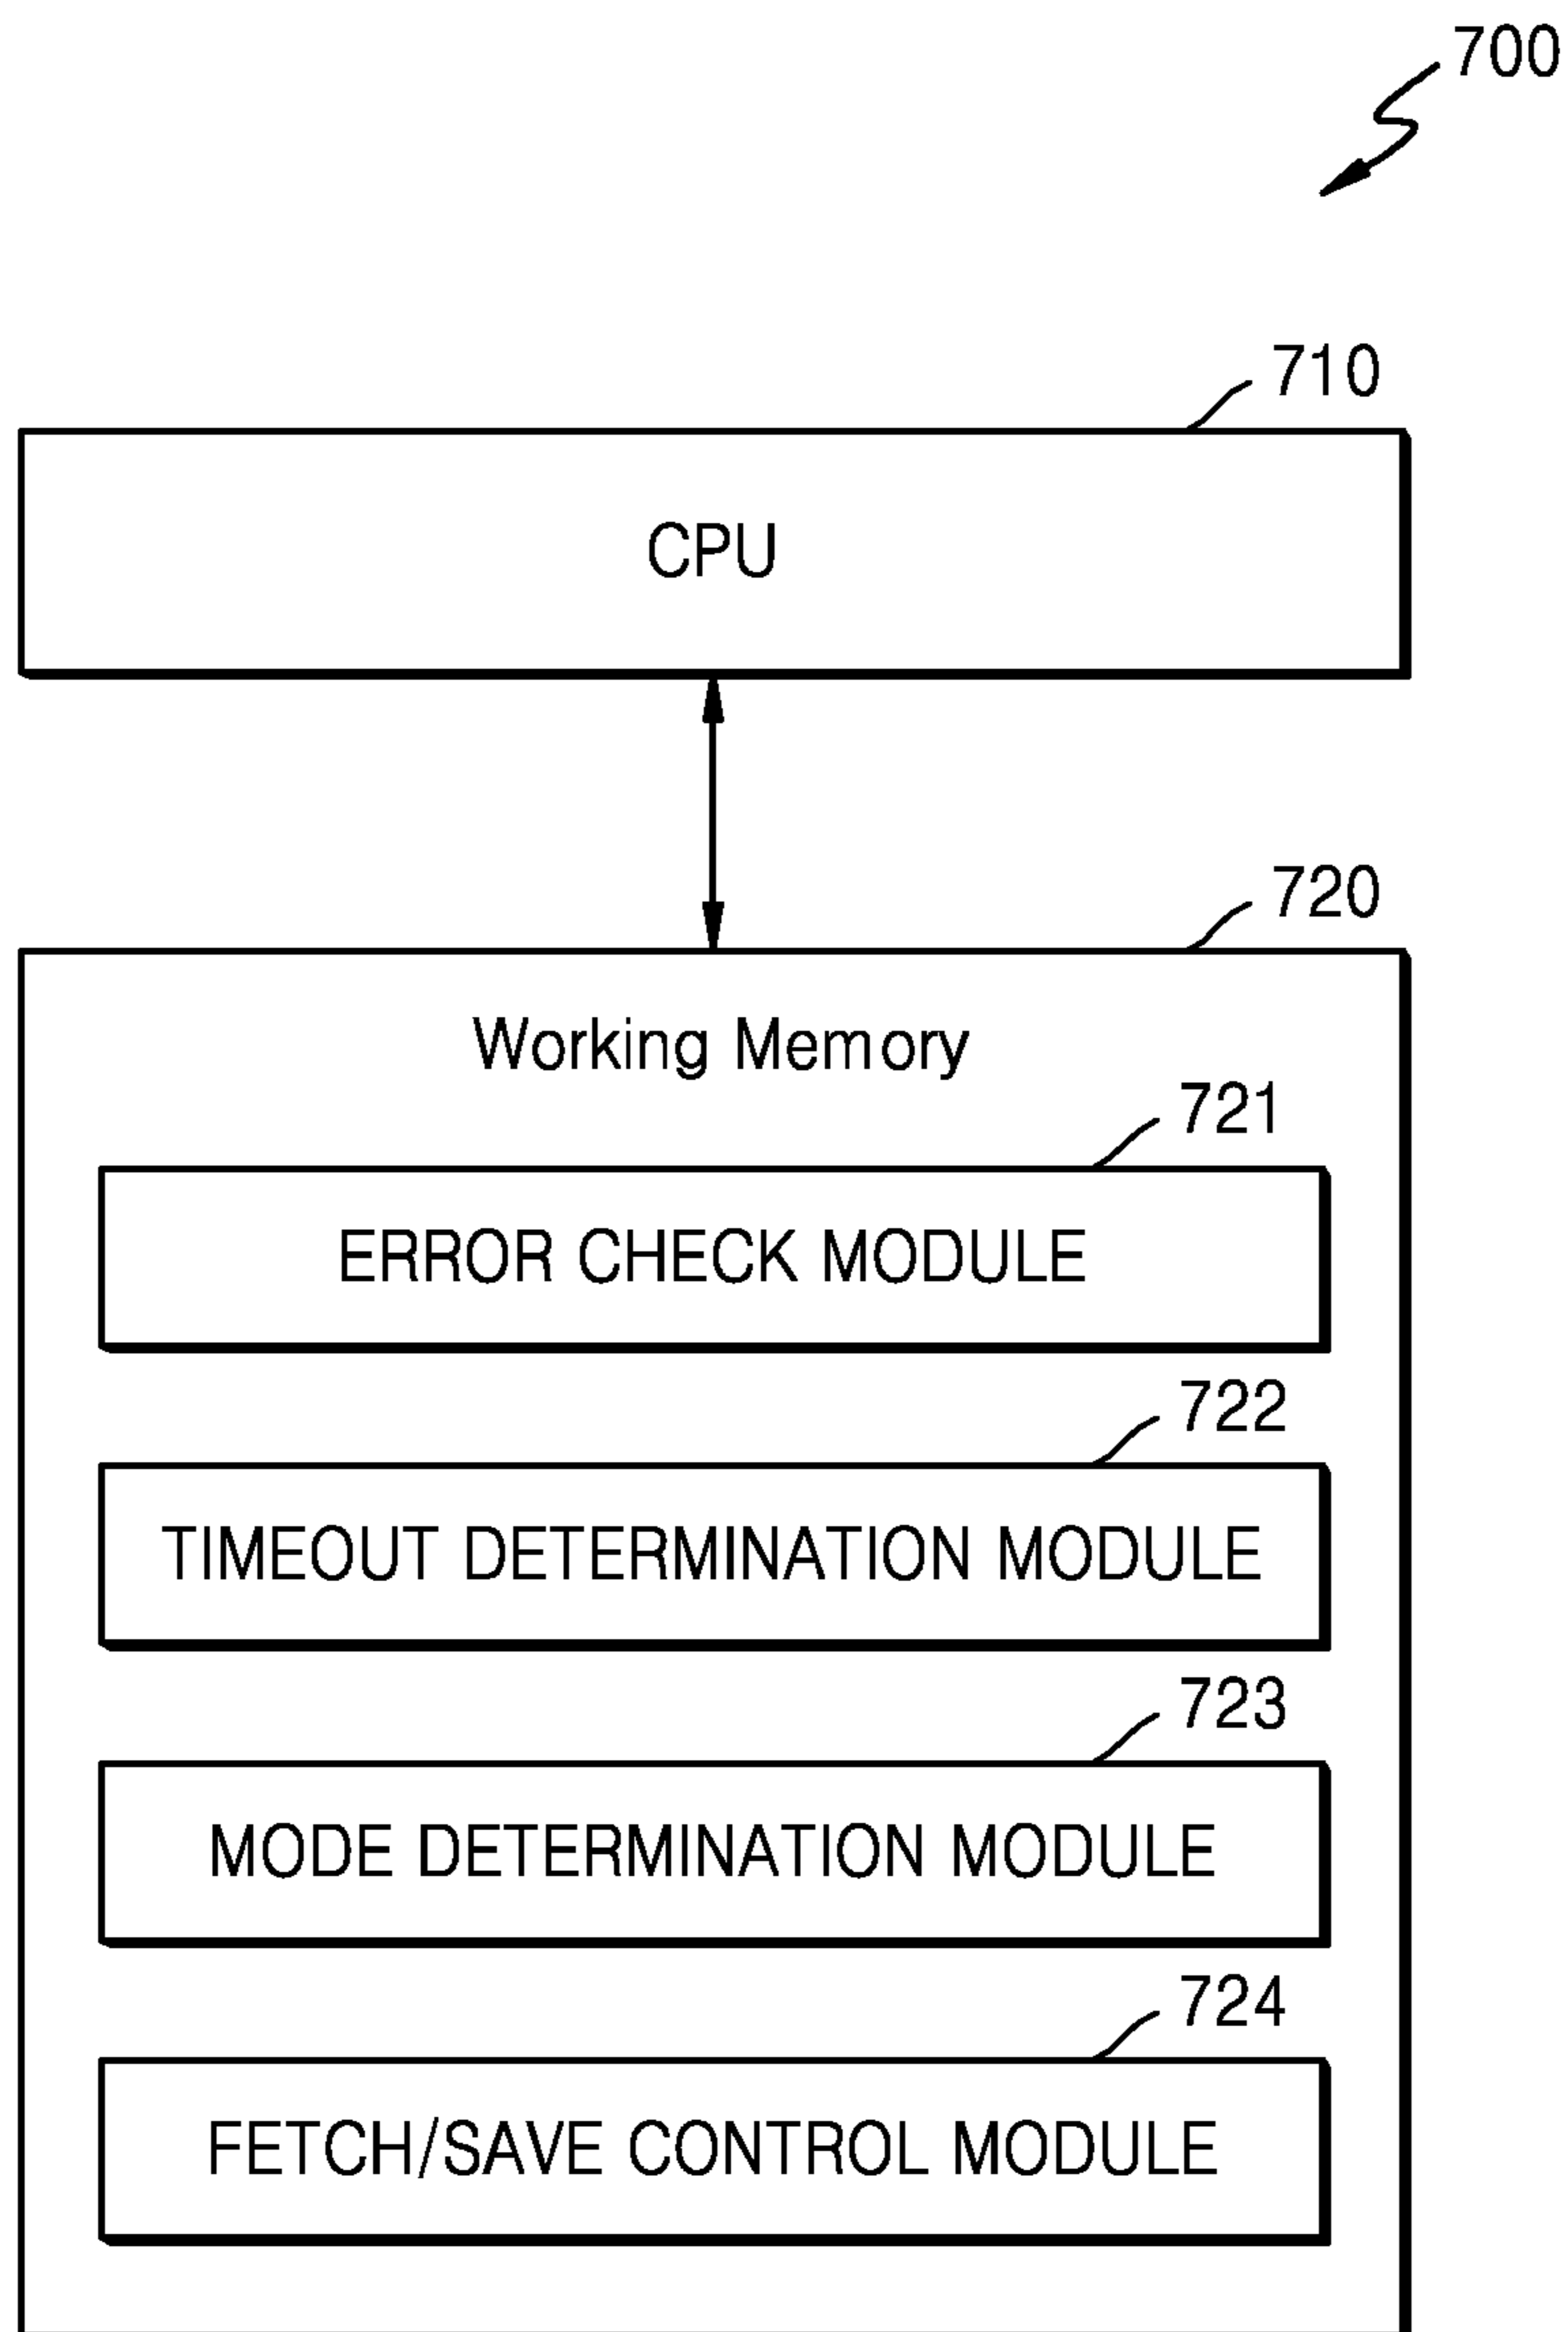 700
710
CPU
720
Working Memory
721
ERROR CHECK MODULE
722
TIMEOUT DETERMINATION MODULE
723
MODE DETERMINATION MODULE
724
FETCH/SAVE CONTROL MODULE